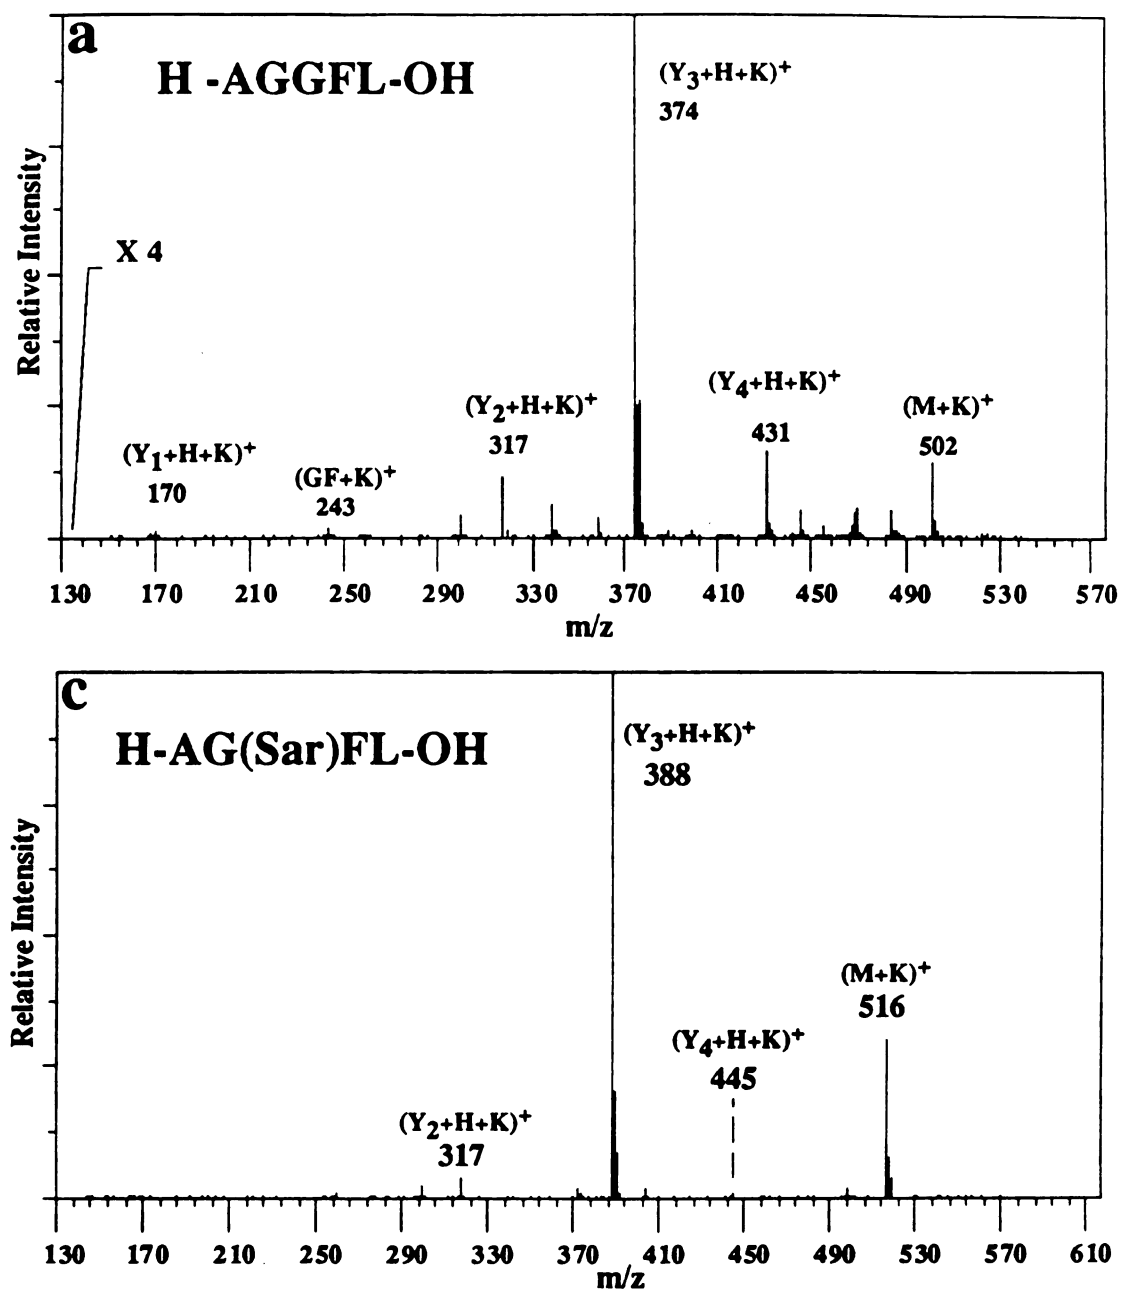 a
H -AGGFL-OH
(Y3+H+K)+
374
Relative Intensity
X 4
(Y4+H+K)+
431
(Y2+H+K)+
317
(M+K)+
502
(Y1+H+K)+
170
(GF+K)+
243
130 170 210 250 290 330 370 410 450 490 530 570
m/z
c
H-AG(Sar)FL-OH
(Y3+H+K)+
388
Relative Intensity
(M+K)+
516
(Y4+H+K)+
445
(Y2+H+K)+
317
130 170 210 250 290 330 370 410 450 490 530 570 610
m/z